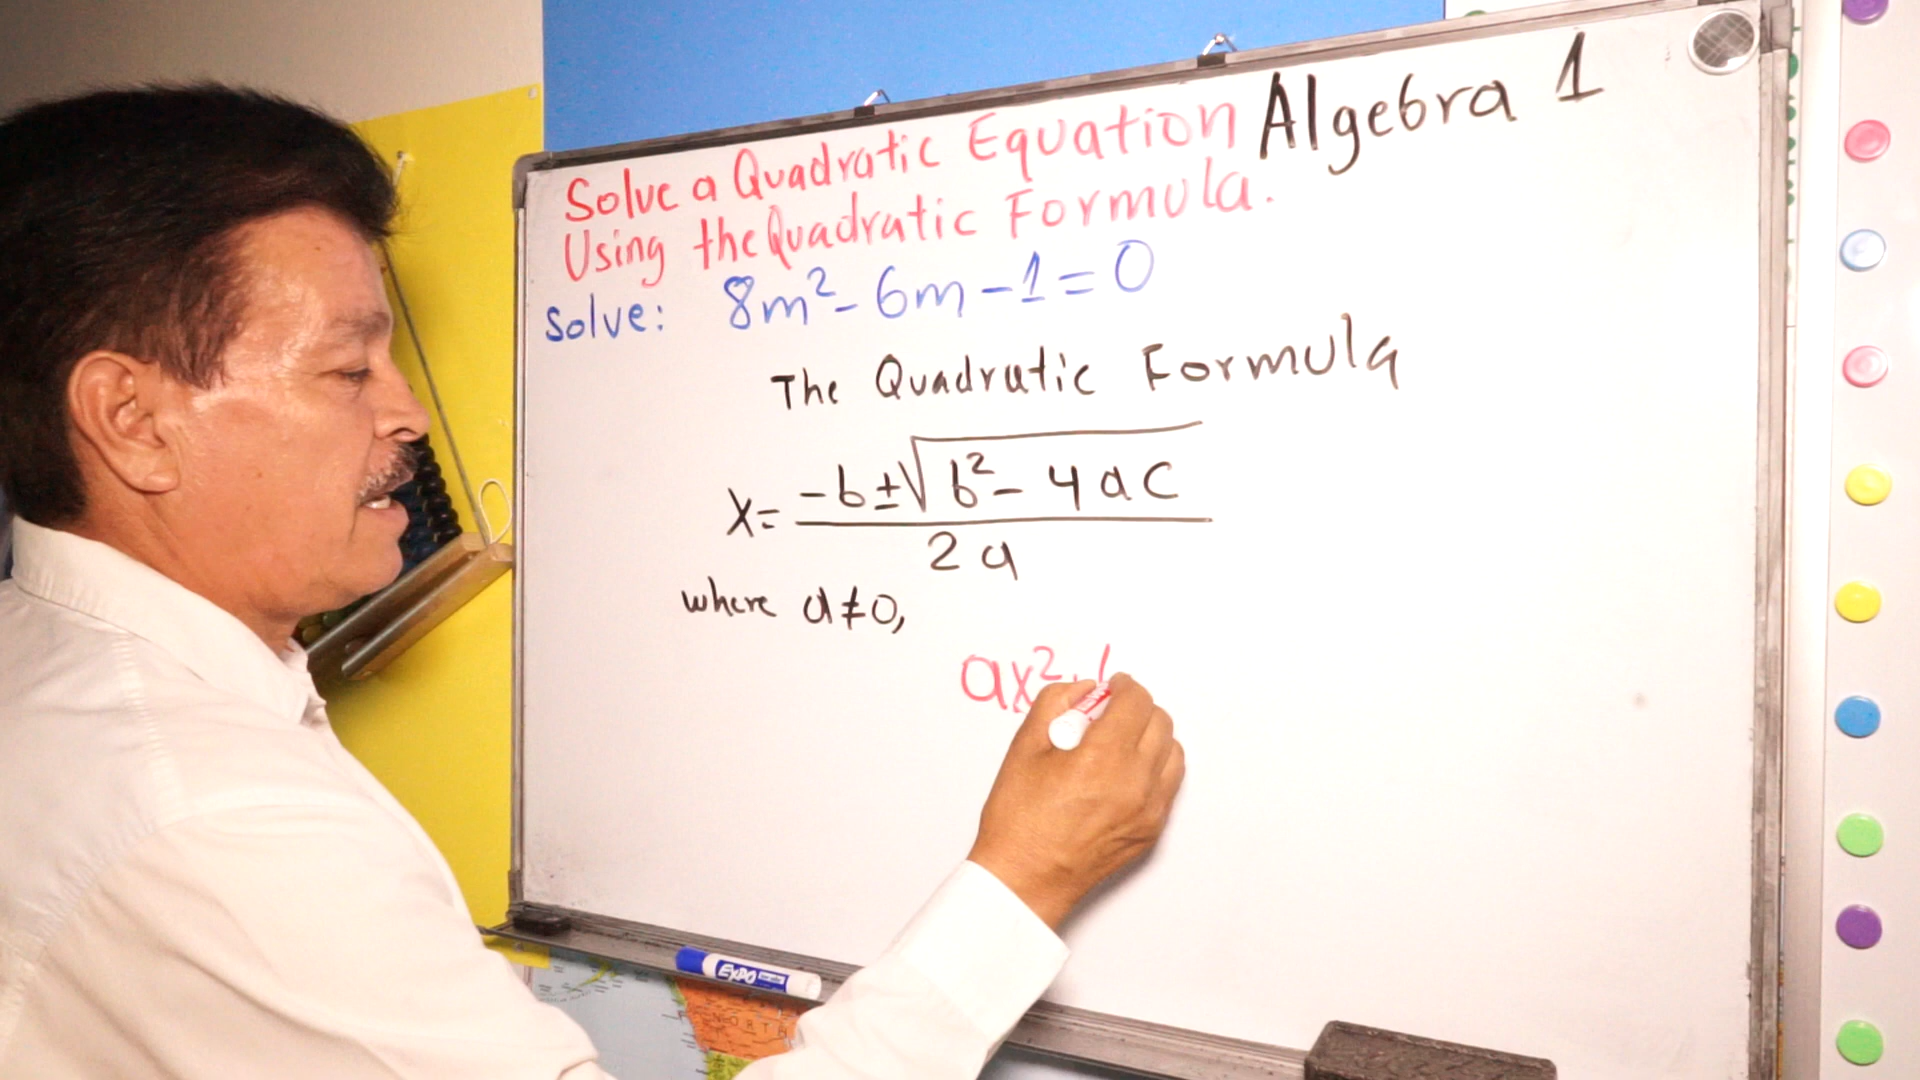 Solve a Quadratic Equation Algebra 1
Using the Quadratic Formula.
Solve: 8m² - 6m - 1 = 0
The Quadratic Formula
x = -b ± √(b² - 4ac) / 2a
where a ≠ 0,
ax²
EXPO
NORTH